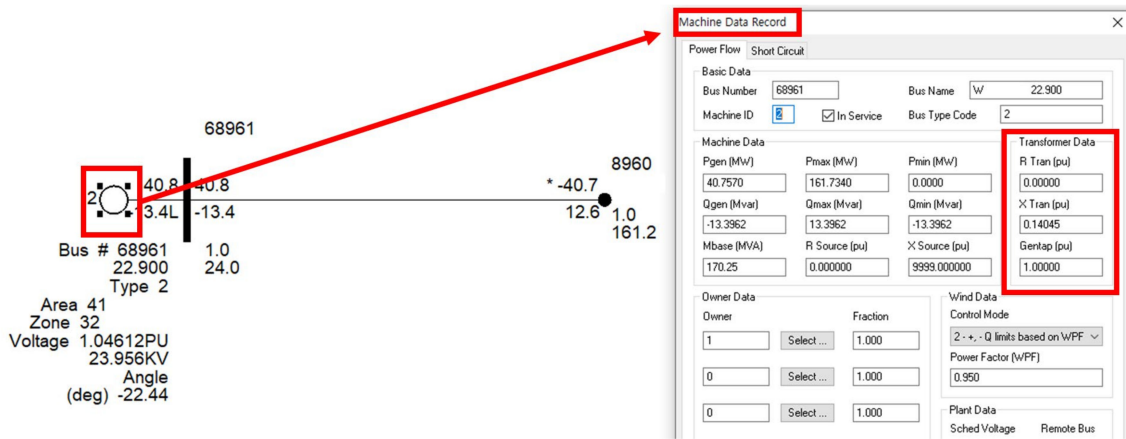 68961
8960
2
40.8
40.8
* -40.7
13.4L
-13.4
12.6
1.0
161.2
Bus # 68961
22.900
Type 2
1.0
24.0
Area 41
Zone 32
Voltage 1.04612PU
23.956KV
Angle
(deg) -22.44
Machine Data Record
Power Flow Short Circuit
Basic Data
Bus Number 68961 Bus Name W 22.900
Machine ID 2 In Service Bus Type Code 2
Machine Data Transformer Data
Pgen (MW) Pmax (MW) Pmin (MW) R Tran (pu)
40.7570 161.7340 0.0000 0.00000
Qgen (Mvar) Qmax (Mvar) Qmin (Mvar) X Tran (pu)
-13.3962 13.3962 -13.3962 0.14045
Mbase (MVA) R Source (pu) X Source (pu) Gentap (pu)
170.25 0.000000 9999.000000 1.00000
Owner Data Wind Data
Owner Fraction Control Mode
1 Select ... 1.000 2 - +, - Q limits based on WPF
Power Factor (WPF)
0 Select ... 1.000 0.950
0 Select ... 1.000 Plant Data
Sched Voltage Remote Bus